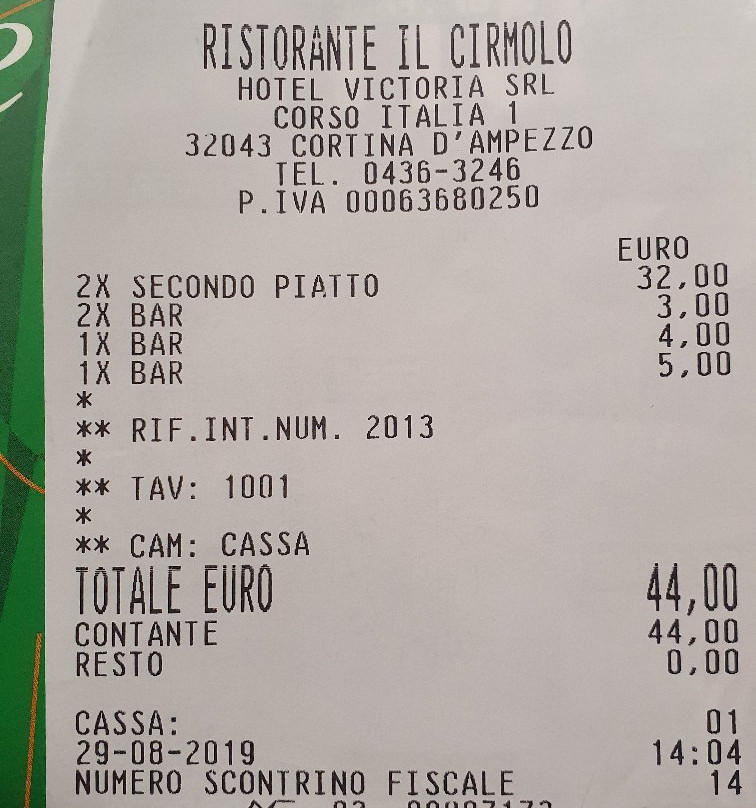 RISTORANTE IL CIRMOLO
HOTEL VICTORIA SRL
CORSO ITALIA 1
32043 CORTINA D'AMPEZZO
TEL. 0436-3246
P.IVA 00063680250
EURO
2X SECONDO PIATTO 32,00
2X BAR 3,00
1X BAR 4,00
1X BAR 5,00
*
** RIF.INT.NUM. 2013
*
** TAV: 1001
*
** CAM: CASSA
TOTALE EURO 44,00
CONTANTE 44,00
RESTO 0,00
CASSA: 01
29-08-2019 14:04
NUMERO SCONTRINO FISCALE 14